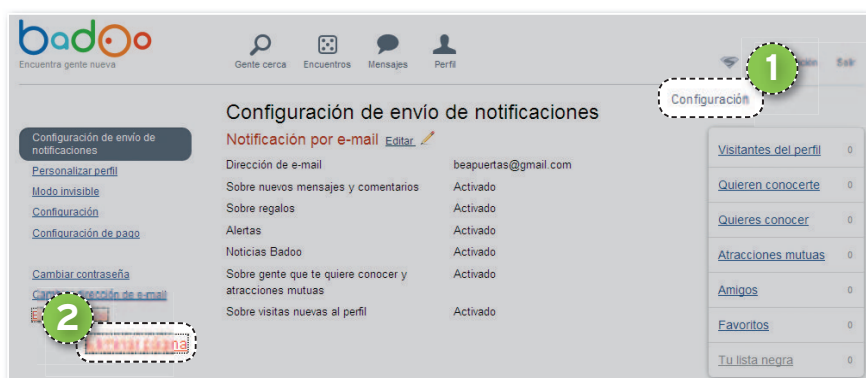 badoo
Encuentra gente nueva
Gente cerca Encuentros Mensajes Perfil
Salir
1
Configuración
Configuración de envío de notificaciones
Notificación por e-mail Editar
Dirección de e-mail beapuertas@gmail.com
Sobre nuevos mensajes y comentarios Activado
Sobre regalos Activado
Alertas Activado
Noticias Badoo Activado
Sobre gente que te quiere conocer y
atracciones mutuas Activado
Sobre visitas nuevas al perfil Activado
Configuración de envío de
notificaciones
Personalizar perfil
Modo invisible
Configuración
Configuración de pago
Cambiar contraseña
dirección de e-mail
2
Visitantes del perfil 0
Quieren conocerte 0
Quieres conocer 0
Atracciones mutuas 0
Amigos 0
Favoritos 0
Tu lista negra 0